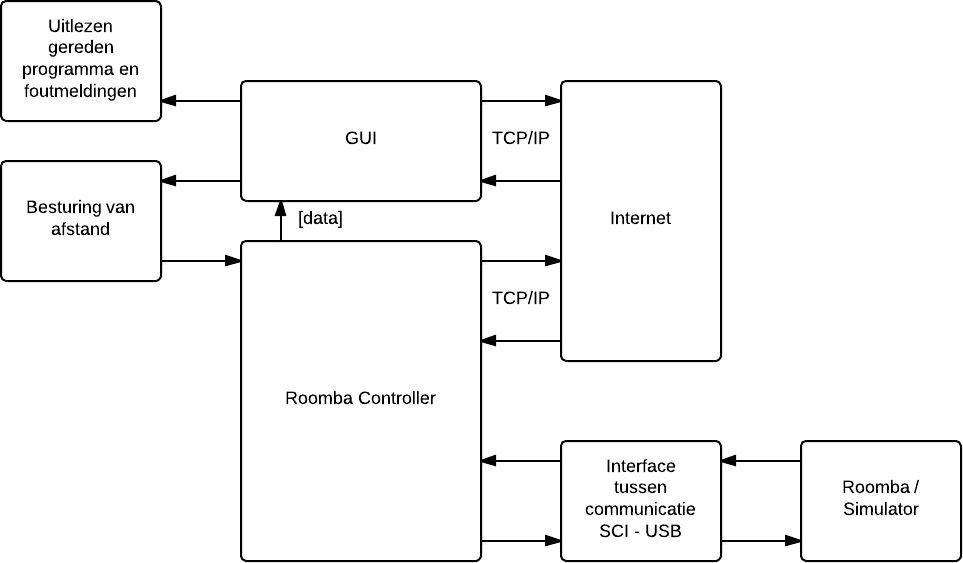 Uitlezen
gereden
programma en
foutmeldingen
GUI
TCP/IP
Besturing van
afstand
[data]
Internet
TCP/IP
Roomba Controller
Interface
tussen
communicatie
SCI - USB
Roomba /
Simulator